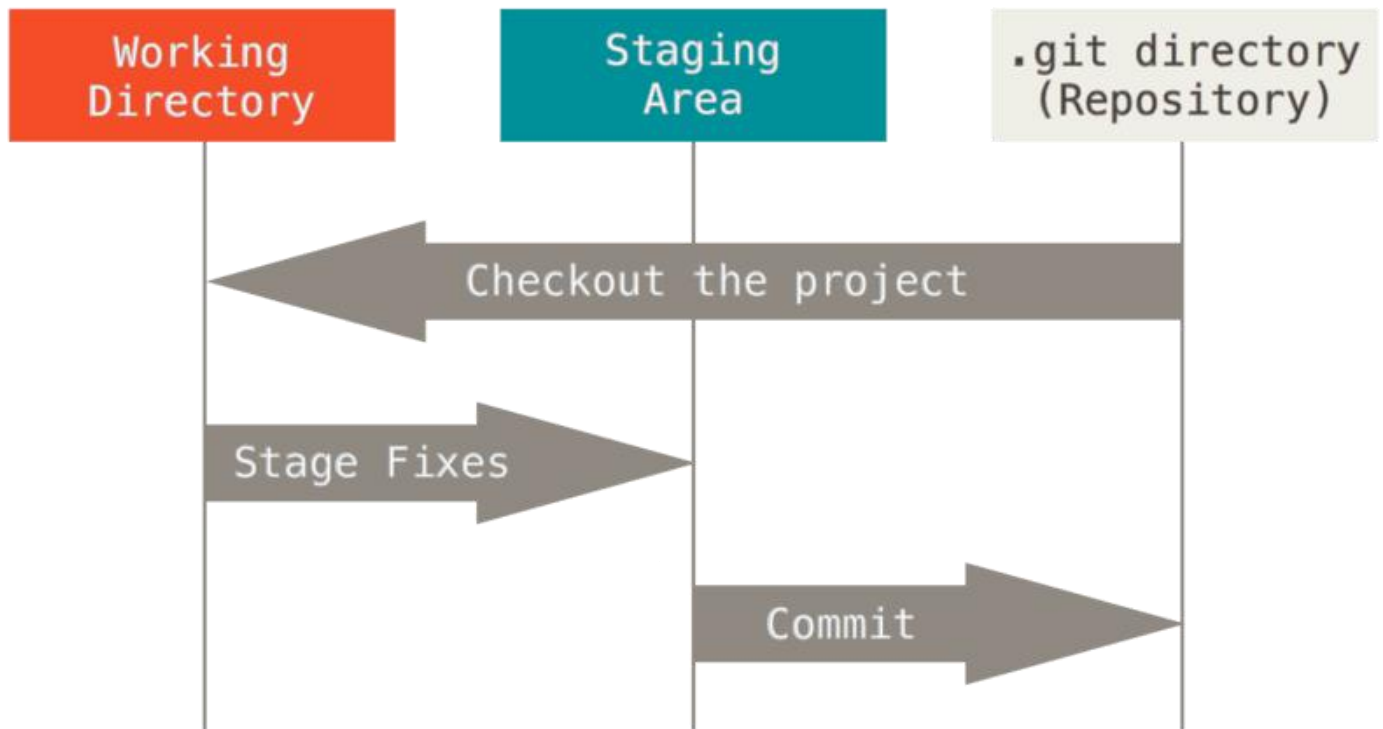 Working
Directory
Staging
Area
.git directory
(Repository)
Checkout the project
Stage Fixes
Commit